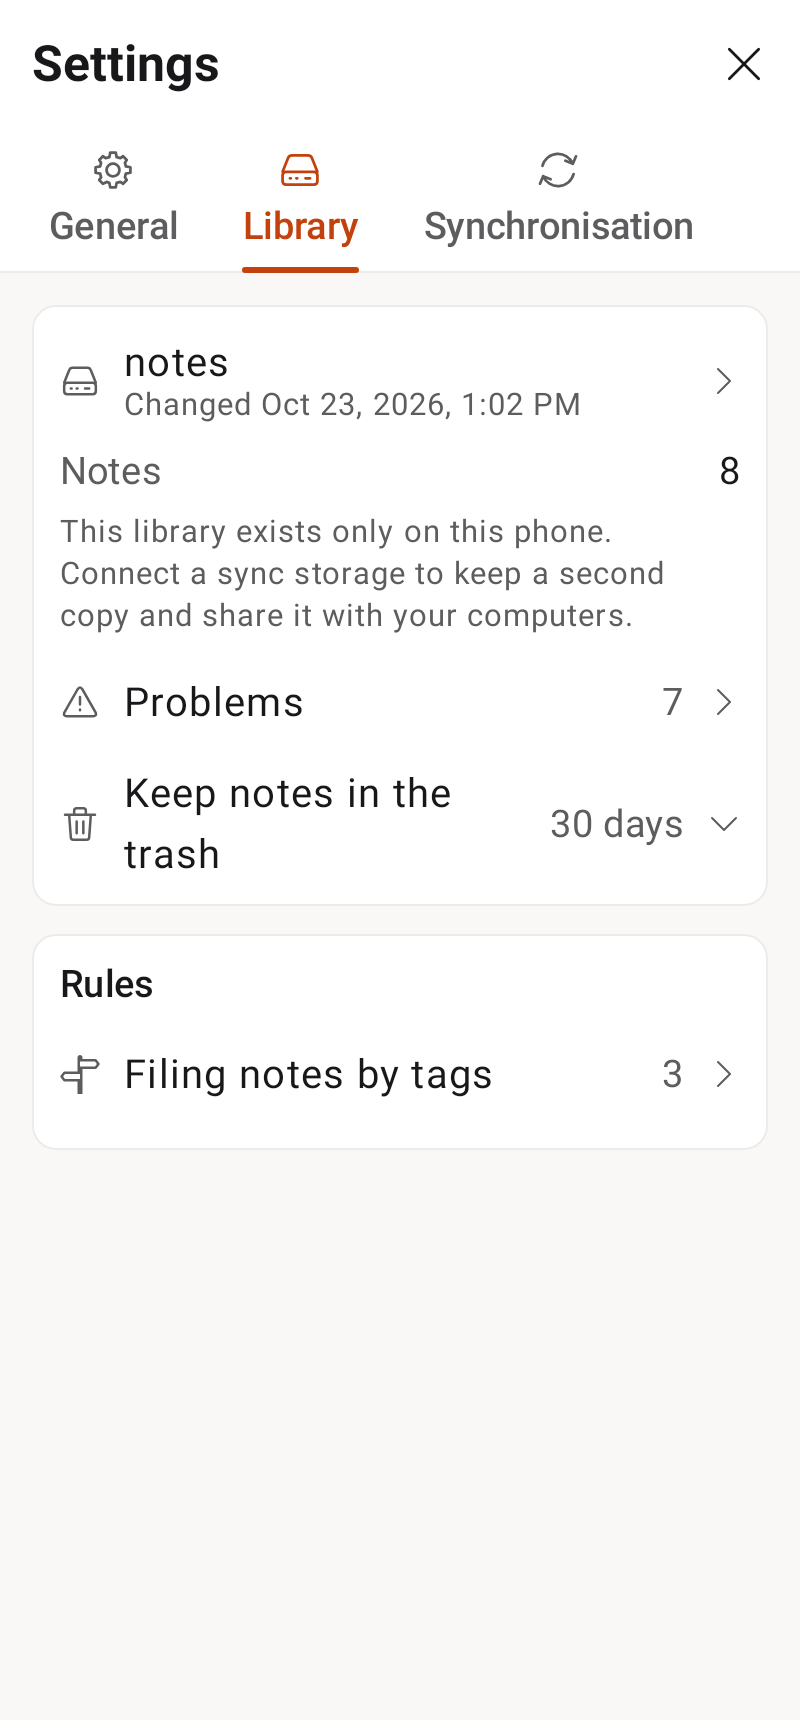 Settings
General
Library
Synchronisation
notes
Changed Oct 23, 2026, 1:02 PM
Notes 8
This library exists only on this phone.
Connect a sync storage to keep a second
copy and share it with your computers.
Problems 7
Keep notes in the
trash
30 days
Rules
Filing notes by tags 3